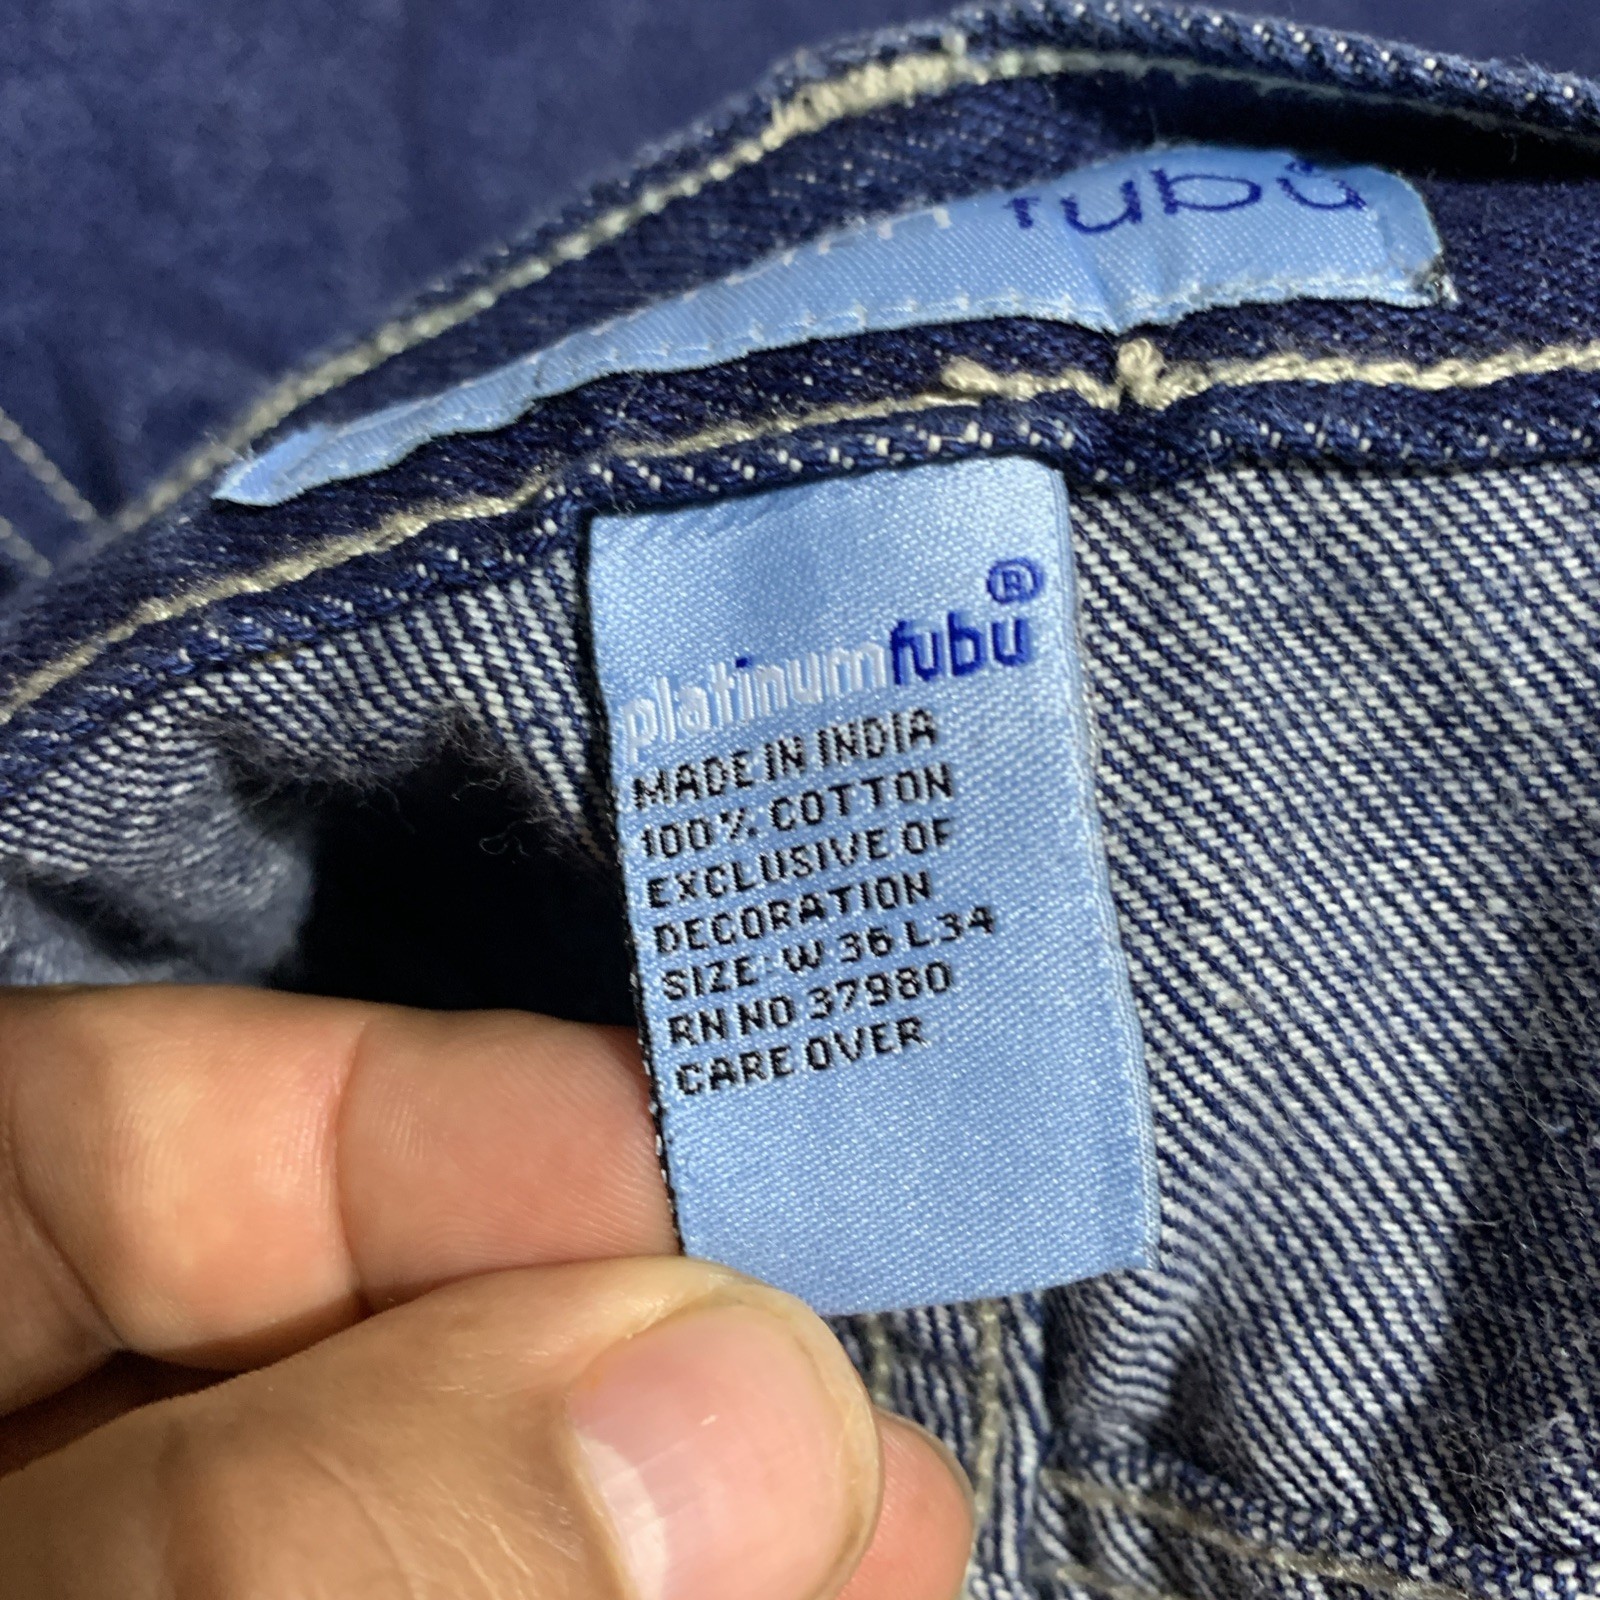 fubu
platinumfubu®
MADE IN INDIA
100% COTTON
EXCLUSIVE OF
DECORATION
SIZE: W 36 L 34
RN NO 37980
CARE OVER